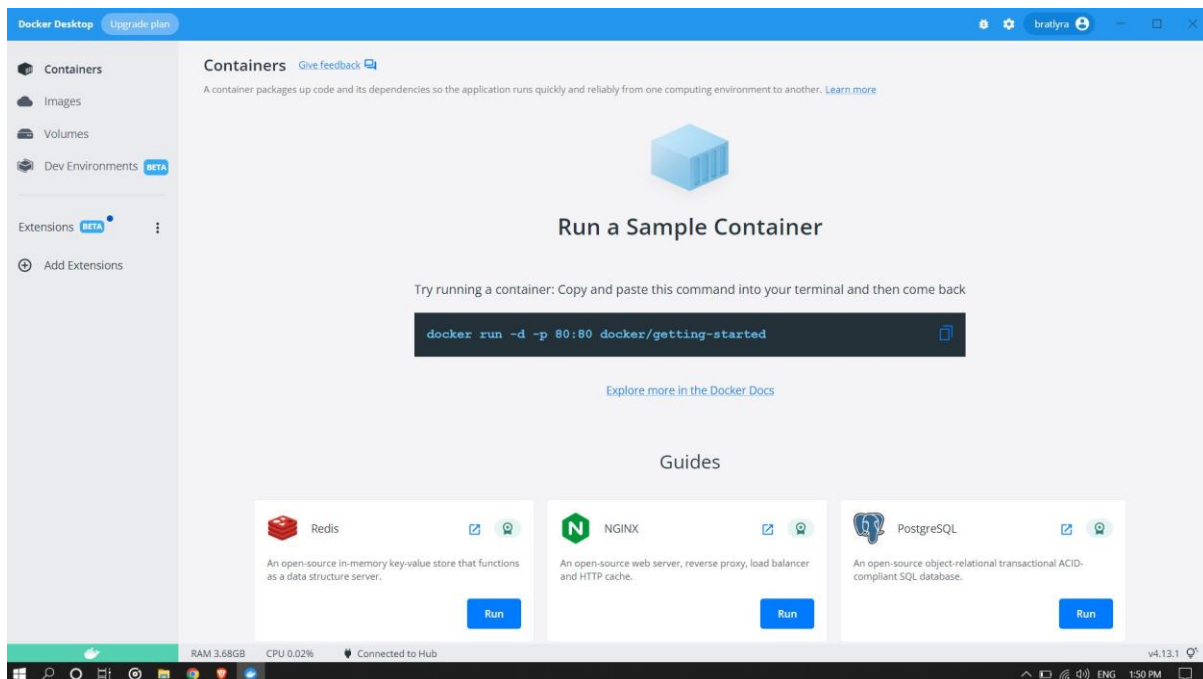 Docker Desktop Upgrade plan bratlyra
Containers
Images
Volumes
Dev Environments BETA
Extensions BETA
Add Extensions
Containers Give feedback
A container packages up code and its dependencies so the application runs quickly and reliably from one computing environment to another. Learn more
Run a Sample Container
Try running a container: Copy and paste this command into your terminal and then come back
docker run -d -p 80:80 docker/getting-started
Explore more in the Docker Docs
Guides
Redis
An open-source in-memory key-value store that functions
as a data structure server.
Run
NGINX
An open-source web server, reverse proxy, load balancer
and HTTP cache.
Run
PostgreSQL
An open-source object-relational transactional ACID-
compliant SQL database.
Run
RAM 3.68GB CPU 0.02% Connected to Hub v4.13.1
ENG 1:50 PM